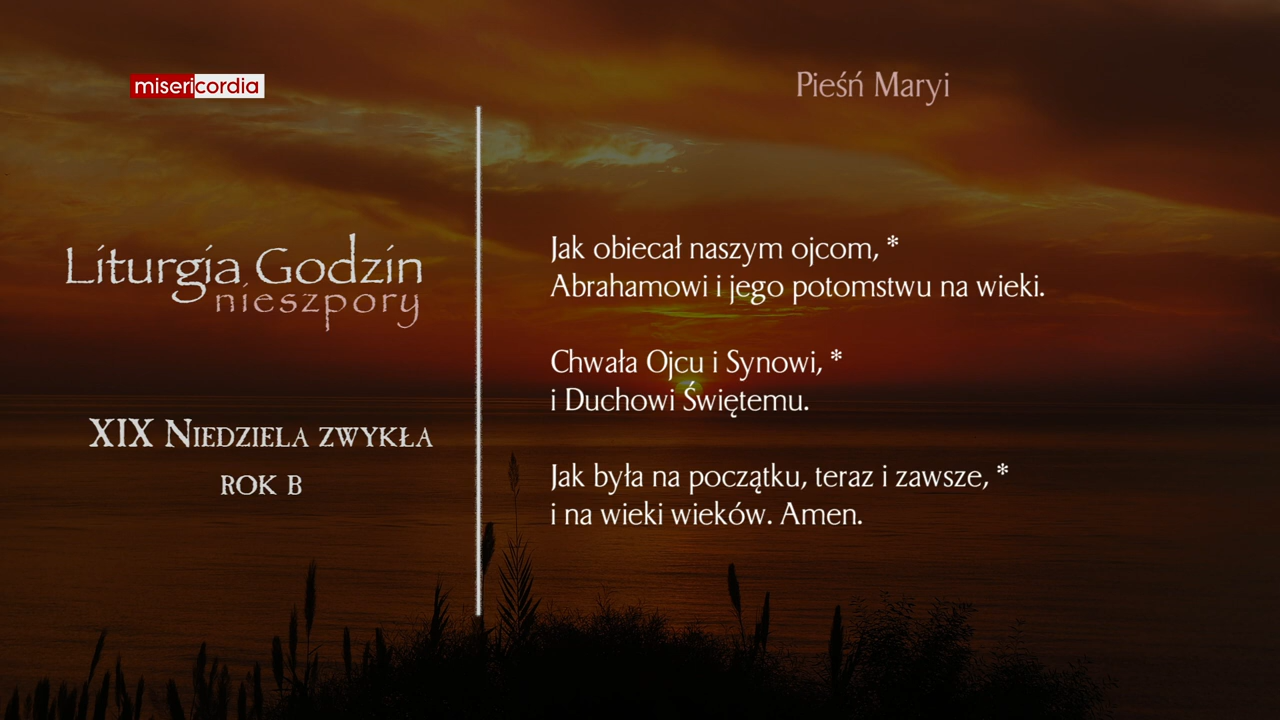 misericordia
Liturgia Godzin
nieszpory
XIX Niedziela zwykła
rok B
Pieśń Maryi
Jak obiecał naszym ojcom, *
Abrahamowi i jego potomstwu na wieki.
Chwała Ojcu i Synowi, *
i Duchowi Świętemu.
Jak była na początku, teraz i zawsze, *
i na wieki wieków. Amen.